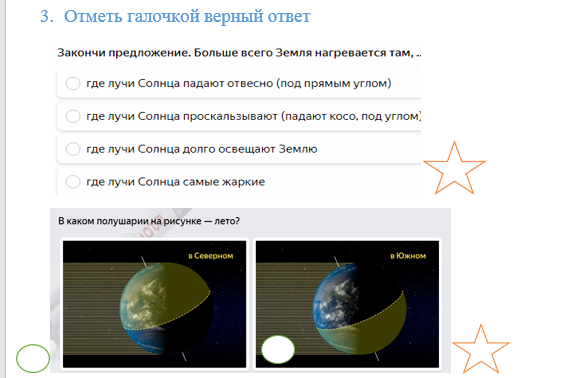 3. Отметь галочкой верный ответ
Закончи предложение. Больше всего Земля нагревается там, ..
где лучи Солнца падают отвесно (под прямым углом)
где лучи Солнца проскальзывают (падают косо, под углом)
где лучи Солнца долго освещают Землю
где лучи Солнца самые жаркие
В каком полушарии на рисунке — лето?
в Северном
в Южном